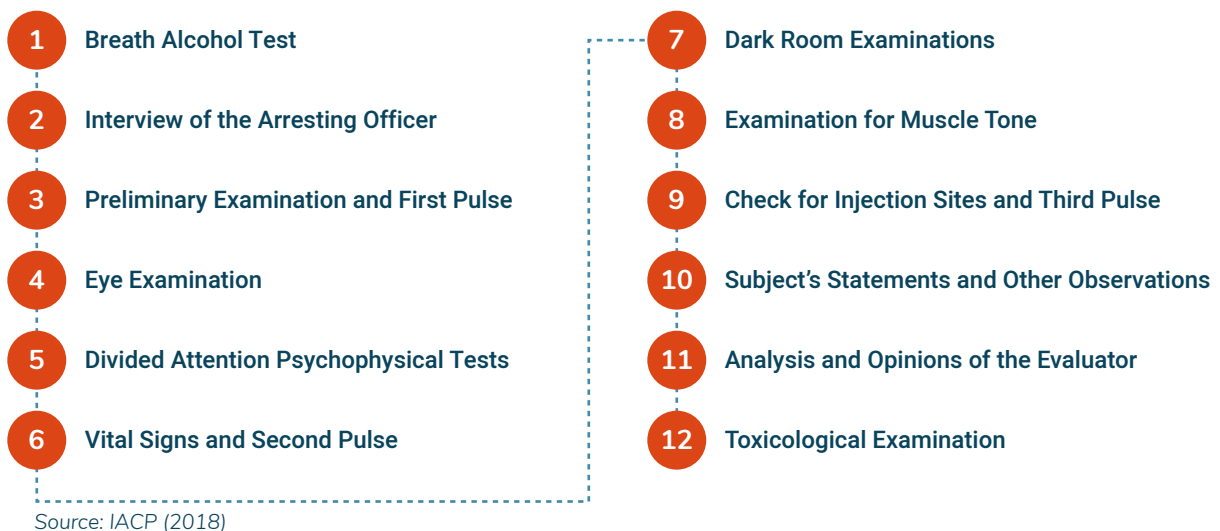 1 Breath Alcohol Test
2 Interview of the Arresting Officer
3 Preliminary Examination and First Pulse
4 Eye Examination
5 Divided Attention Psychophysical Tests
6 Vital Signs and Second Pulse
7 Dark Room Examinations
8 Examination for Muscle Tone
9 Check for Injection Sites and Third Pulse
10 Subject’s Statements and Other Observations
11 Analysis and Opinions of the Evaluator
12 Toxicological Examination
Source: IACP (2018)